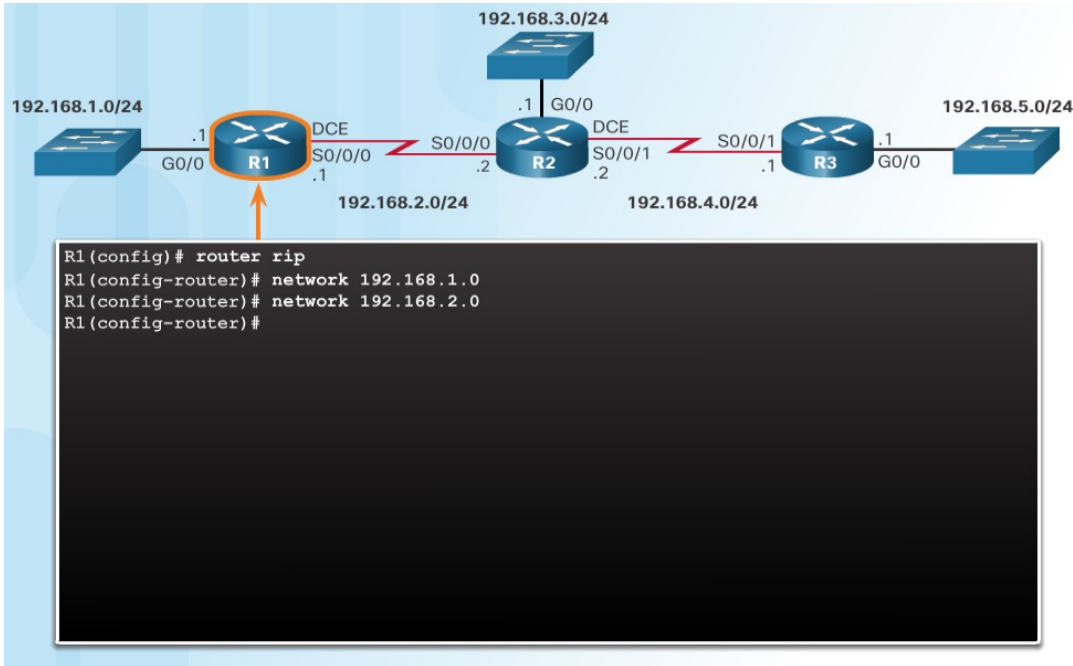 192.168.3.0/24
192.168.1.0/24
192.168.5.0/24
.1 G0/0
.1 DCE
S0/0/0 DCE
S0/0/1 .1
G0/0 R1 S0/0/0
.2 R2 S0/0/1
.1 R3 G0/0
.1
.2
192.168.2.0/24
192.168.4.0/24
R1(config)# router rip
R1(config-router)# network 192.168.1.0
R1(config-router)# network 192.168.2.0
R1(config-router)#